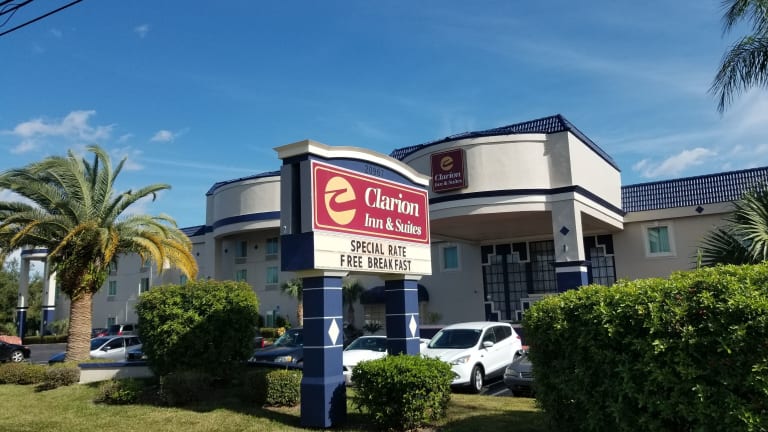 Clarion
Inn & Suites
SPECIAL RATE
FREE BREAKFAST
Clarion
Inn & Suites